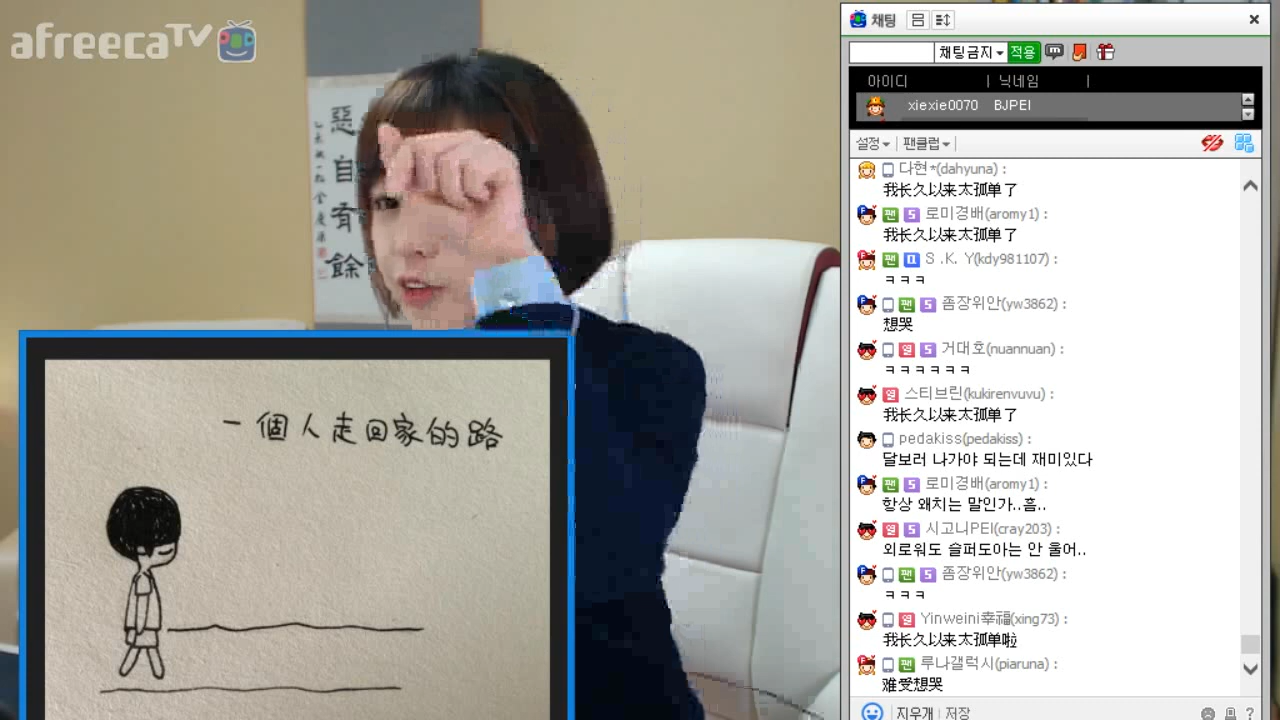 afreecaTV
惡
自
有
餘
一個人走回家的路
채팅
채팅금지 적용
아이디 | 닉네임 |
xiexie0070 BJPEI
설정 | 팬클럽 |
다현*(dahyuna) :
我长久以来太孤单了
팬 S 로미경배(aromy1) :
我长久以来太孤单了
팬 S .K. Y(kdy981107) :
ㅋㅋㅋ
팬 S 좀장위안(yw3862) :
想哭
열 S 거대호(nuannuan) :
ㅋㅋㅋㅋㅋㅋ
열 스티브린(kukirenvuvu) :
我长久以来太孤单了
pedakiss(pedakiss) :
달보러 나가야 되는데 재미있다
팬 S 로미경배(aromy1) :
항상 왜치는 말인가..흠..
열 S 시고니PEI(cray203) :
외로워도 슬퍼도아는 안 울어..
팬 S 좀장위안(yw3862) :
ㅋㅋㅋ
열 Yinweini幸福(xing73) :
我长久以来太孤单啦
팬 루나갤럭시(piaruna) :
难受想哭
지우개 | 저장